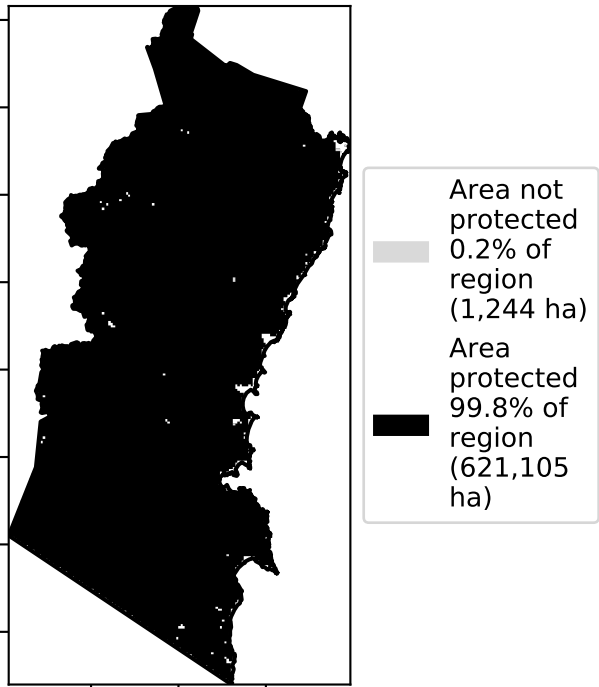 Area not
protected
0.2% of
region
(1,244 ha)
Area
protected
99.8% of
region
(621,105
ha)